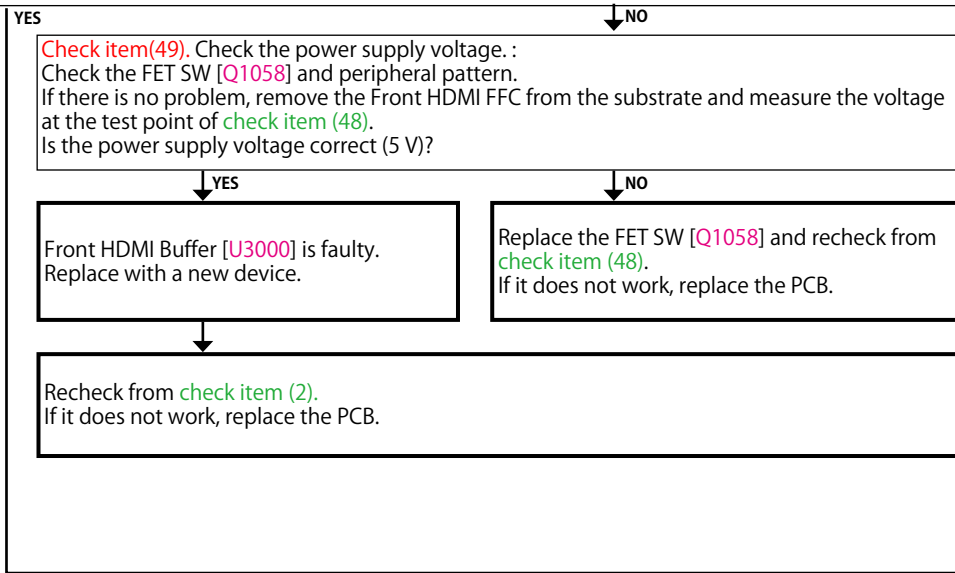 YES
NO
Check item(49). Check the power supply voltage. :
Check the FET SW [Q1058] and peripheral pattern.
If there is no problem, remove the Front HDMI FFC from the substrate and measure the voltage
at the test point of check item (48).
Is the power supply voltage correct (5 V)?
YES
NO
Front HDMI Buffer [U3000] is faulty.
Replace with a new device.
Replace the FET SW [Q1058] and recheck from
check item (48).
If it does not work, replace the PCB.
Recheck from check item (2).
If it does not work, replace the PCB.